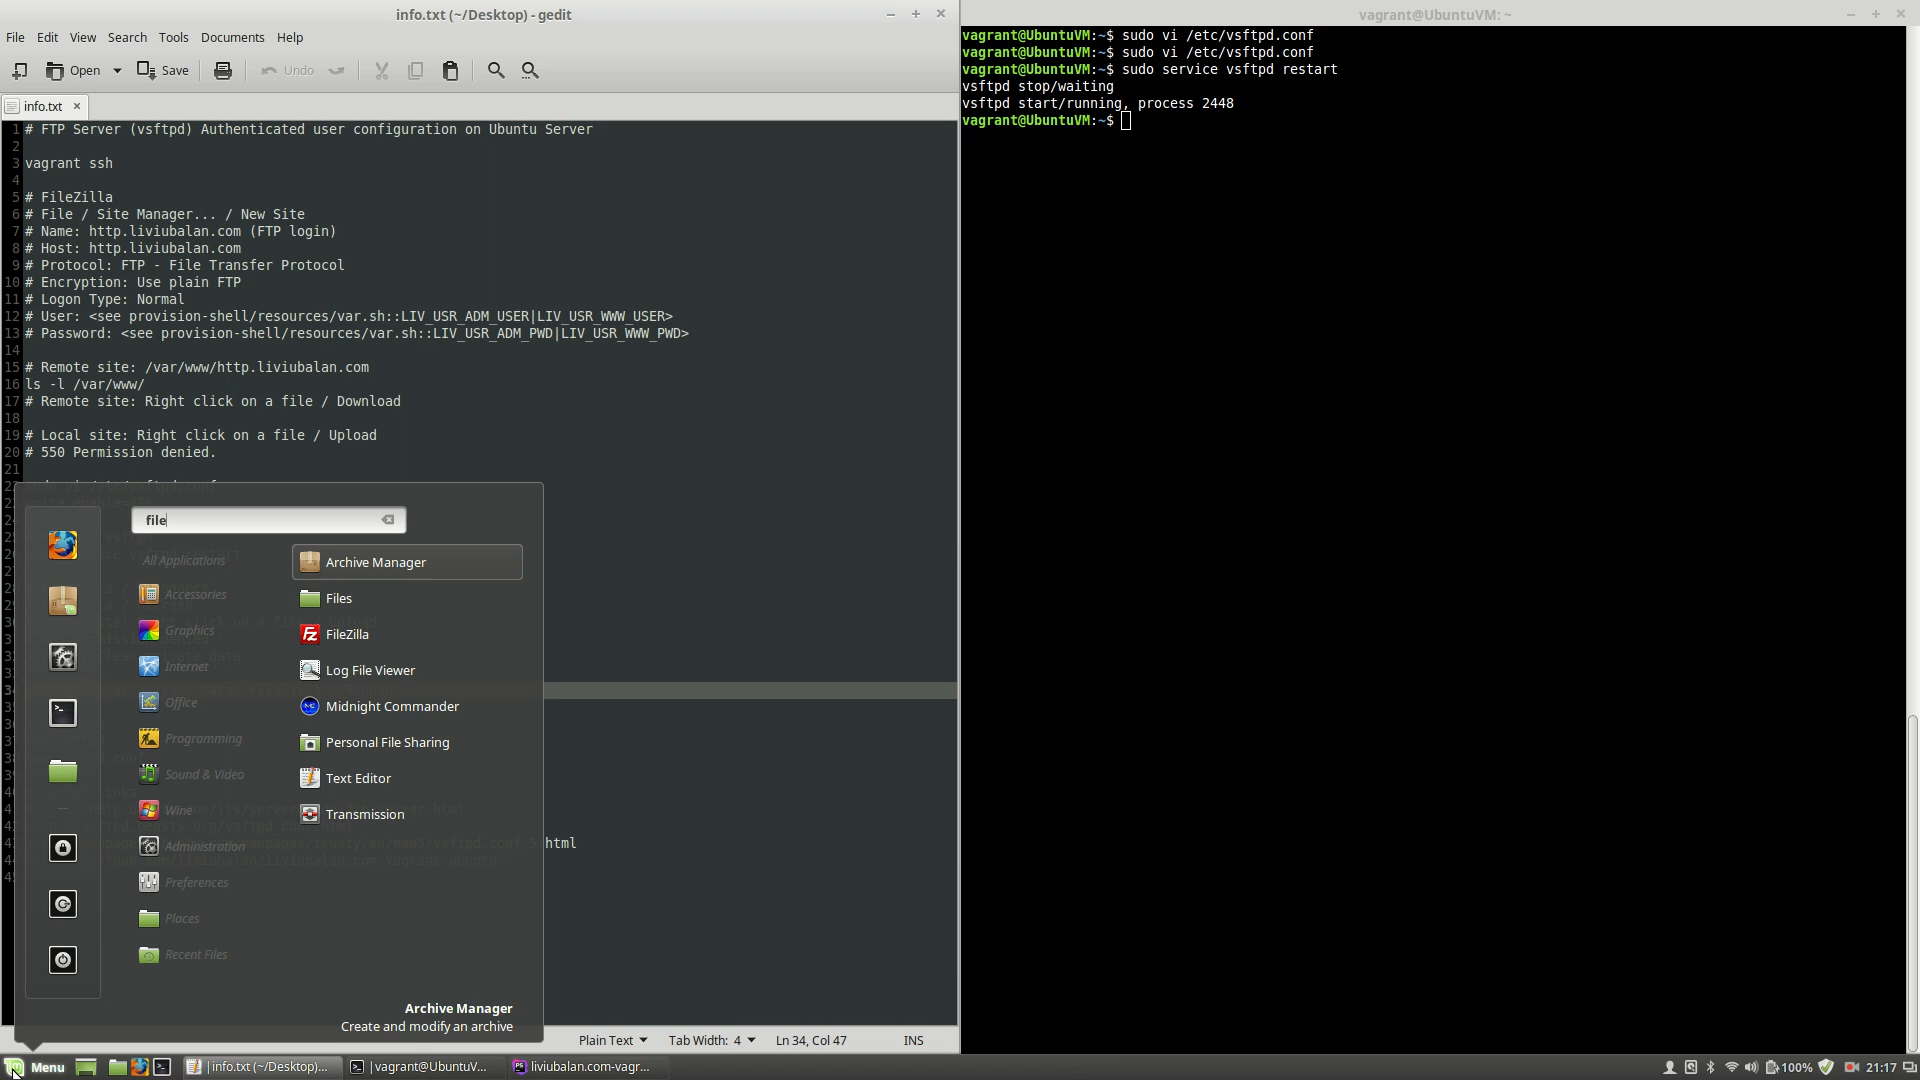 info.txt (~/Desktop) - gedit
File Edit View Search Tools Documents Help
Open Save Undo
info.txt
1 # FTP Server (vsftpd) Authenticated user configuration on Ubuntu Server
2
3 vagrant ssh
4
5 # FileZilla
6 # File / Site Manager... / New Site
7 # Name: http.liviubalan.com (FTP login)
8 # Host: http.liviubalan.com
9 # Protocol: FTP - File Transfer Protocol
10 # Encryption: Use plain FTP
11 # Logon Type: Normal
12 # User: <see provision-shell/resources/var.sh::LIV_USR_ADM_USER|LIV_USR_WWW_USER>
13 # Password: <see provision-shell/resources/var.sh::LIV_USR_ADM_PWD|LIV_USR_WWW_PWD>
14
15 # Remote site: /var/www/http.liviubalan.com
16 ls -l /var/www/
17 # Remote site: Right click on a file / Download
18
19 # Local site: Right click on a file / Upload
20 # 550 Permission denied.
21
file
All Applications
Accessories
Graphics
Internet
Office
Programming
Sound & Video
Wine
Administration
Preferences
Places
Recent Files
Archive Manager
Files
FileZilla
Log File Viewer
Midnight Commander
Personal File Sharing
Text Editor
Transmission
html
Archive Manager
Create and modify an archive
Plain Text Tab Width: 4 Ln 34, Col 47 INS
vagrant@UbuntuVM: ~
vagrant@UbuntuVM:~$ sudo vi /etc/vsftpd.conf
vagrant@UbuntuVM:~$ sudo vi /etc/vsftpd.conf
vagrant@UbuntuVM:~$ sudo service vsftpd restart
vsftpd stop/waiting
vsftpd start/running, process 2448
vagrant@UbuntuVM:~$
Menu info.txt (~/Desktop)... vagrant@UbuntuV... liviubalan.com-vagr... 100% 21:17